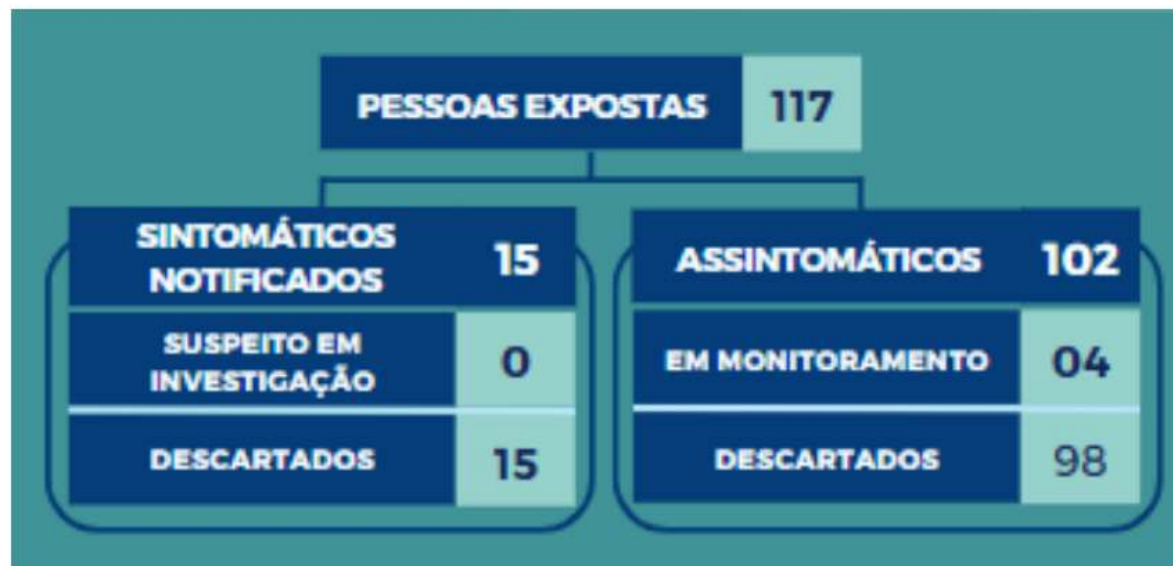 PESSOAS EXPOSTAS 117
SINTOMÁTICOS
NOTIFICADOS 15
SUSPEITO EM
INVESTIGAÇÃO 0
DESCARTADOS 15
ASSINTOMÁTICOS 102
EM MONITORAMENTO 04
DESCARTADOS 98